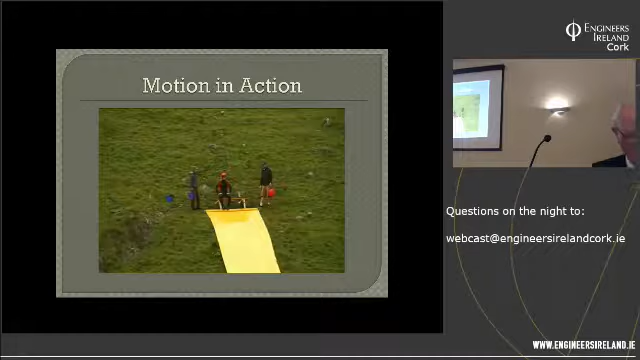 Motion in Action
ENGINEERS
IRELAND
Cork
Questions on the night to:
webcast@engineersirelandcork.ie
WWW.ENGINEERSIRELAND.IE